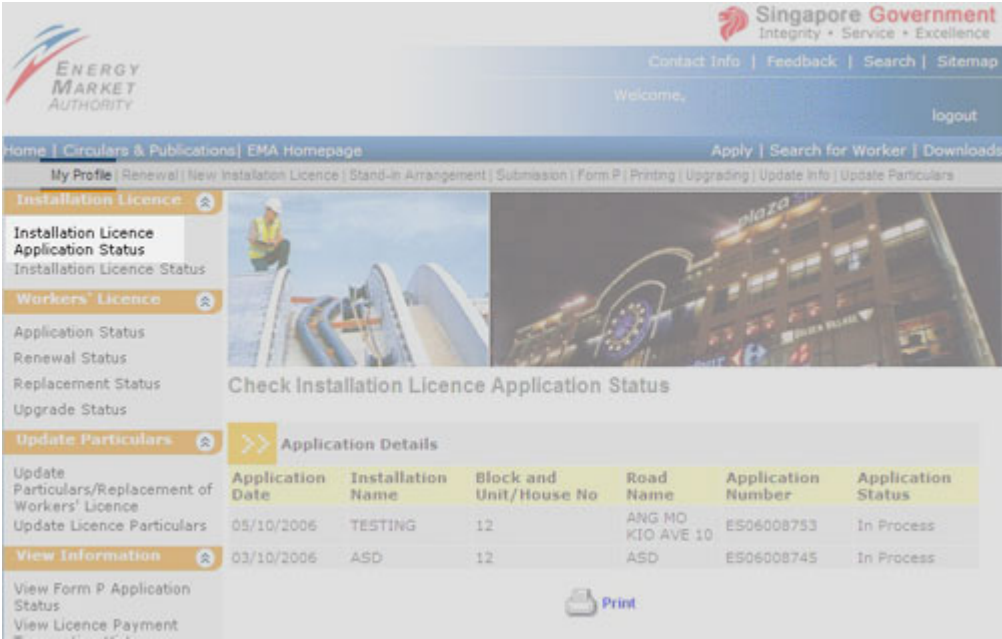 Singapore Government
Integrity • Service • Excellence
ENERGY
MARKET
AUTHORITY
Contact Info | Feedback | Search | Sitemap
Welcome,
logout
Home | Circulars & Publications| EMA Homepage
Apply | Search for Worker | Downloads
My Profile | Renewal | New Installation Licence | Stand-in Arrangement | Submission | Form P | Printing | Upgrading | Update Info | Update Particulars
Installation Licence
Installation Licence
Application Status
Installation Licence Status
Workers' Licence
Application Status
Renewal Status
Replacement Status
Upgrade Status
Update Particulars
Update
Particulars/Replacement of
Workers' Licence
Update Licence Particulars
View Information
View Form P Application
Status
View Licence Payment
plaza
GOLDEN VILLAGE
Check Installation Licence Application Status
>> Application Details
Application Date Installation Name Block and Unit/House No Road Name Application Number Application Status
05/10/2006 TESTING 12 ANG MO KIO AVE 10 ES06008753 In Process
03/10/2006 ASD 12 ASD ES06008745 In Process
Print